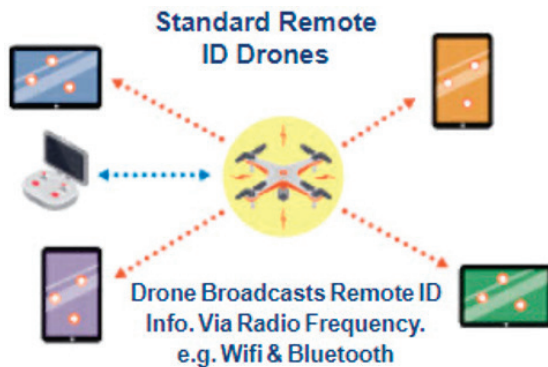 Standard Remote
ID Drones
Drone Broadcasts Remote ID
Info. Via Radio Frequency.
e.g. Wifi & Bluetooth